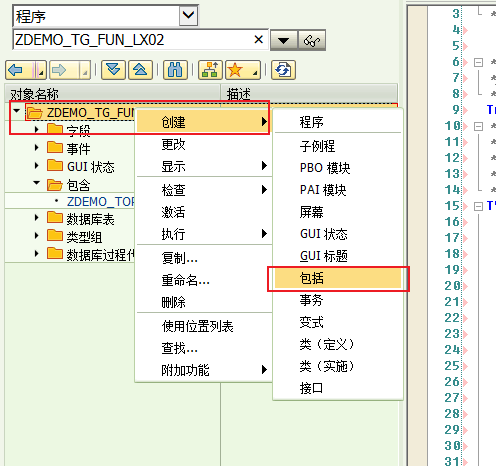 程序
ZDEMO_TG_FUN_LX02
对象名称 描述
ZDEMO_TG_FUN
字段
事件
GUI 状态
包含
ZDEMO_TOP
数据库表
类型组
数据库过程代
创建
更改
显示
检查
激活
执行
复制...
重命名...
删除
使用位置列表
查找...
附加功能
程序
子例程
PBO 模块
PAI 模块
屏幕
GUI 状态
GUI 标题
包括
事务
变式
类（定义）
类（实施）
接口
3 *
4
5
6 *
7 *
8 *
9 T
10 *
11 *
12 *
13 *
14 *
15 T
16
17
18
19
20
21
22
23
24
25
26
27
28
29
30
31